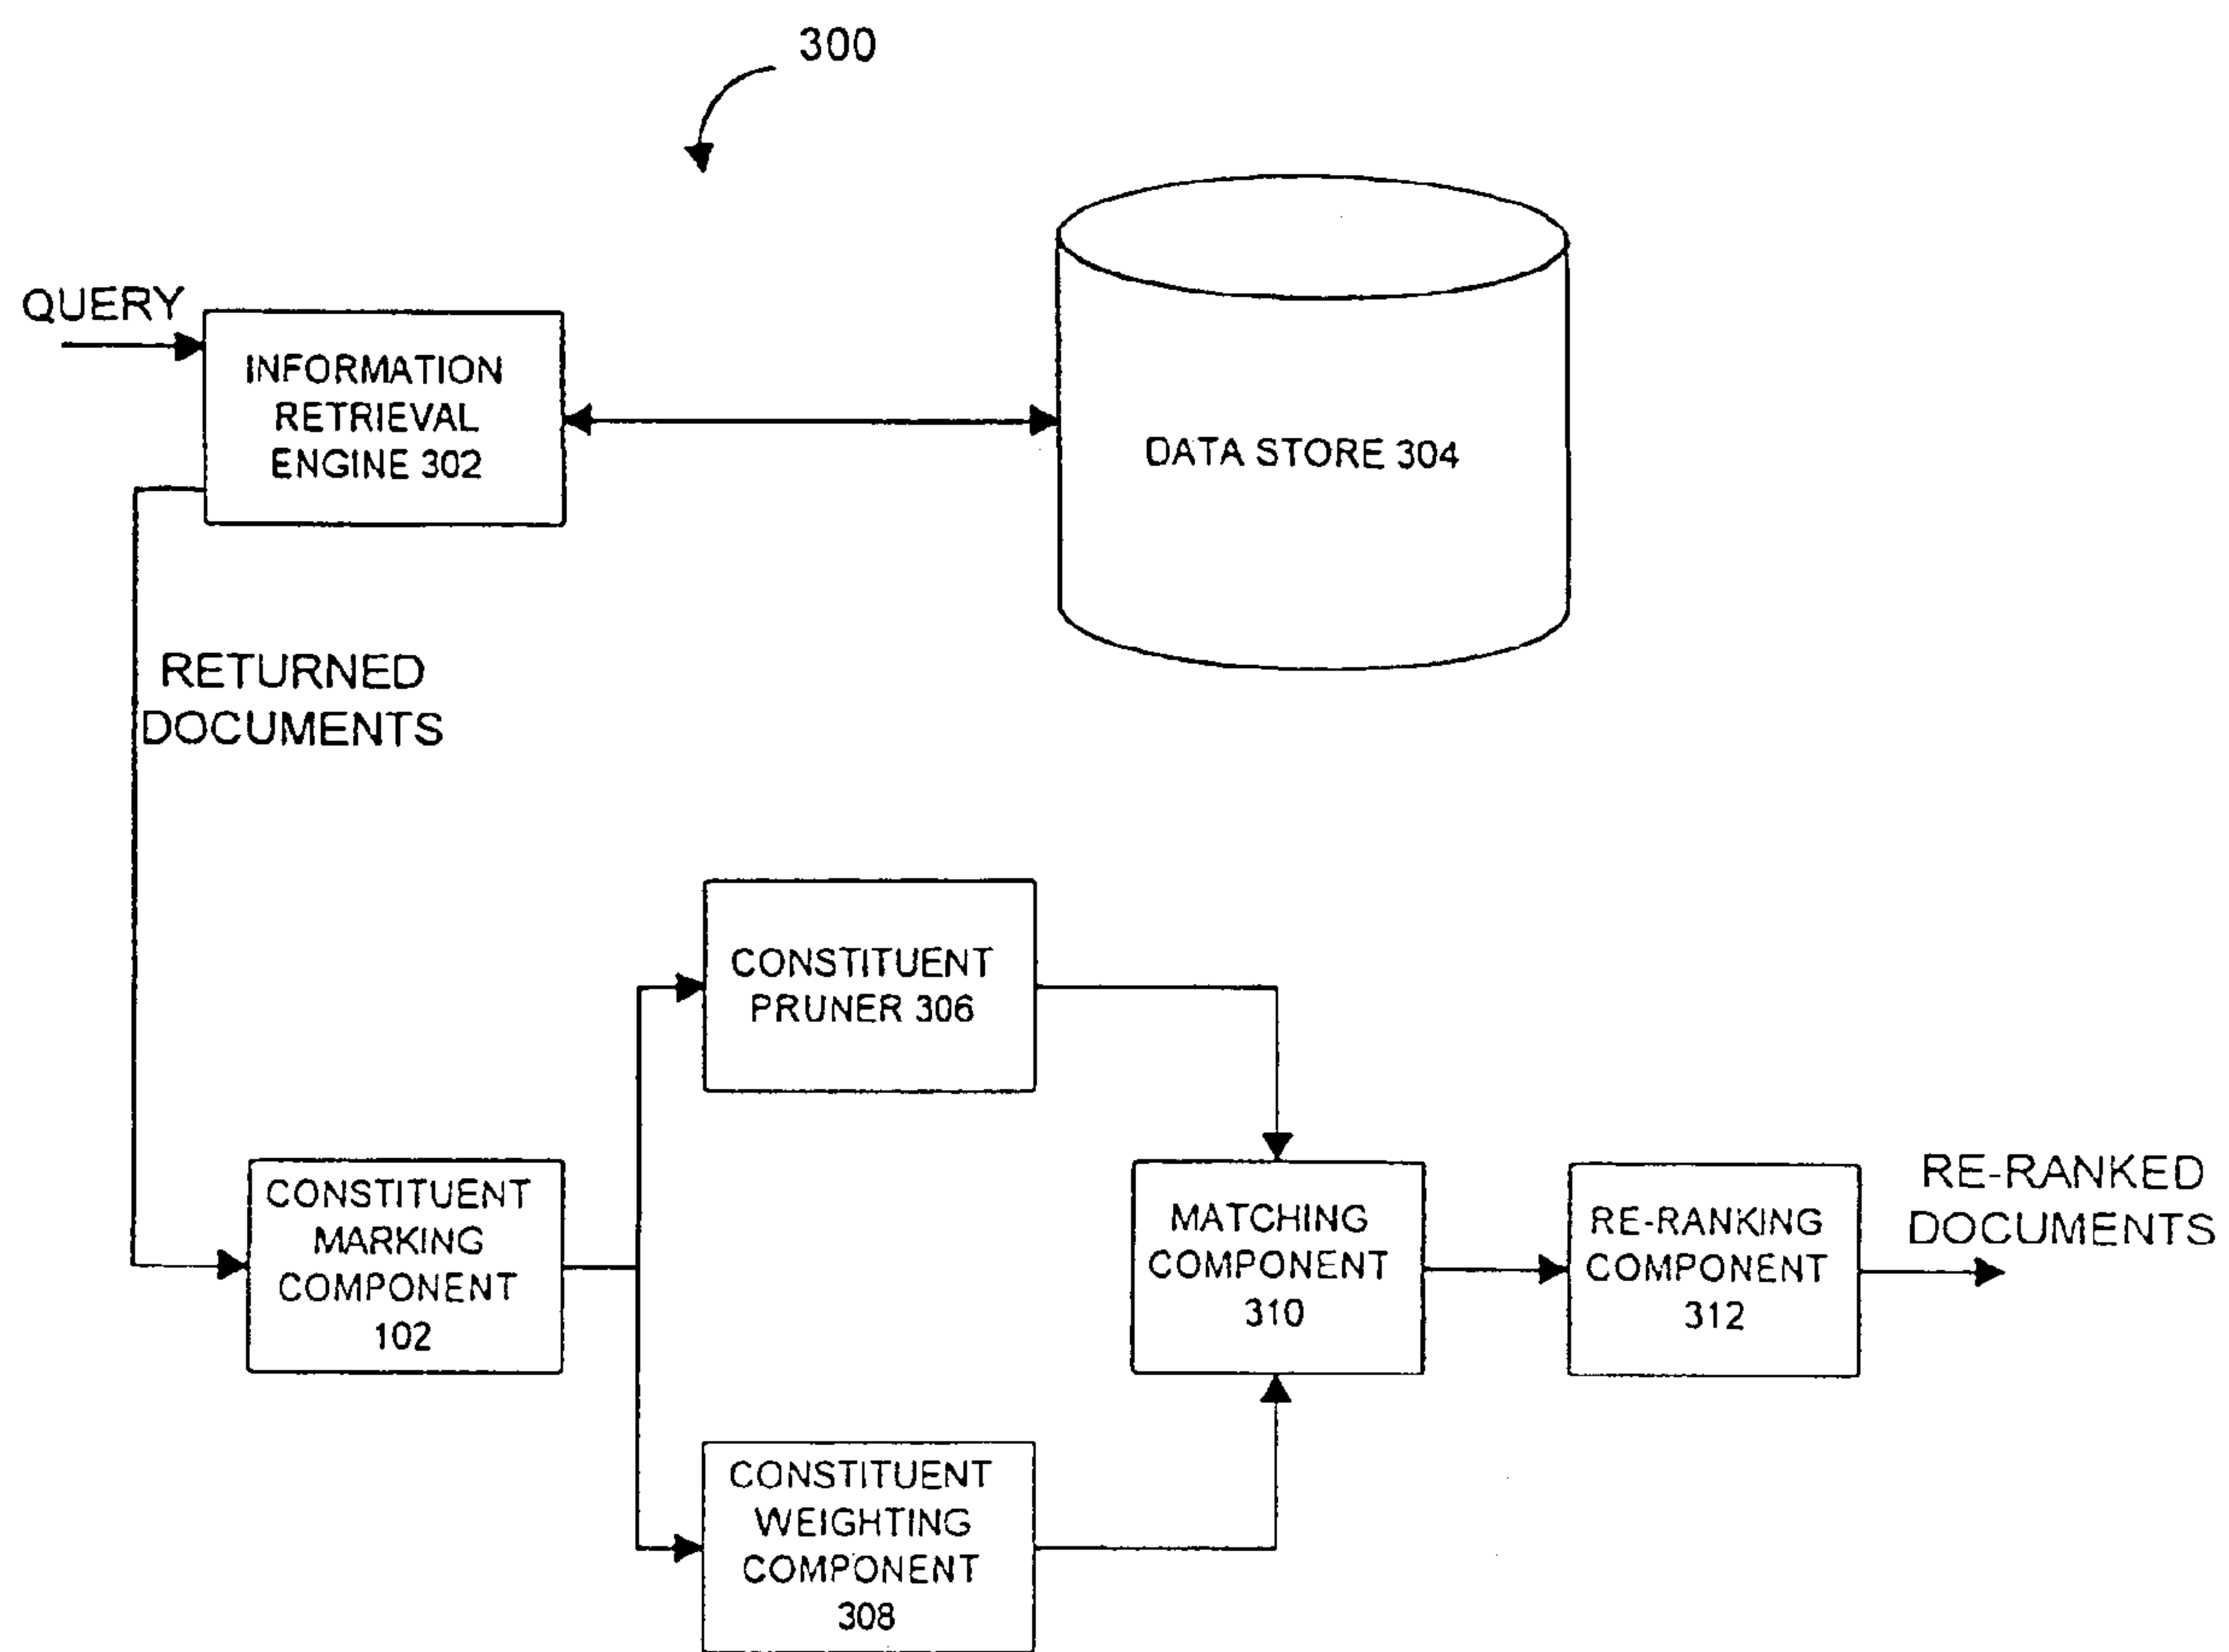 300
QUERY
INFORMATION
RETRIEVAL
ENGINE 302
DATA STORE 304
RETURNED
DOCUMENTS
CONSTITUENT
PRUNER 306
CONSTITUENT
MARKING
COMPONENT
102
MATCHING
COMPONENT
310
RE-RANKING
COMPONENT
312
RE-RANKED
DOCUMENTS
CONSTITUENT
WEIGHTING
COMPONENT
308